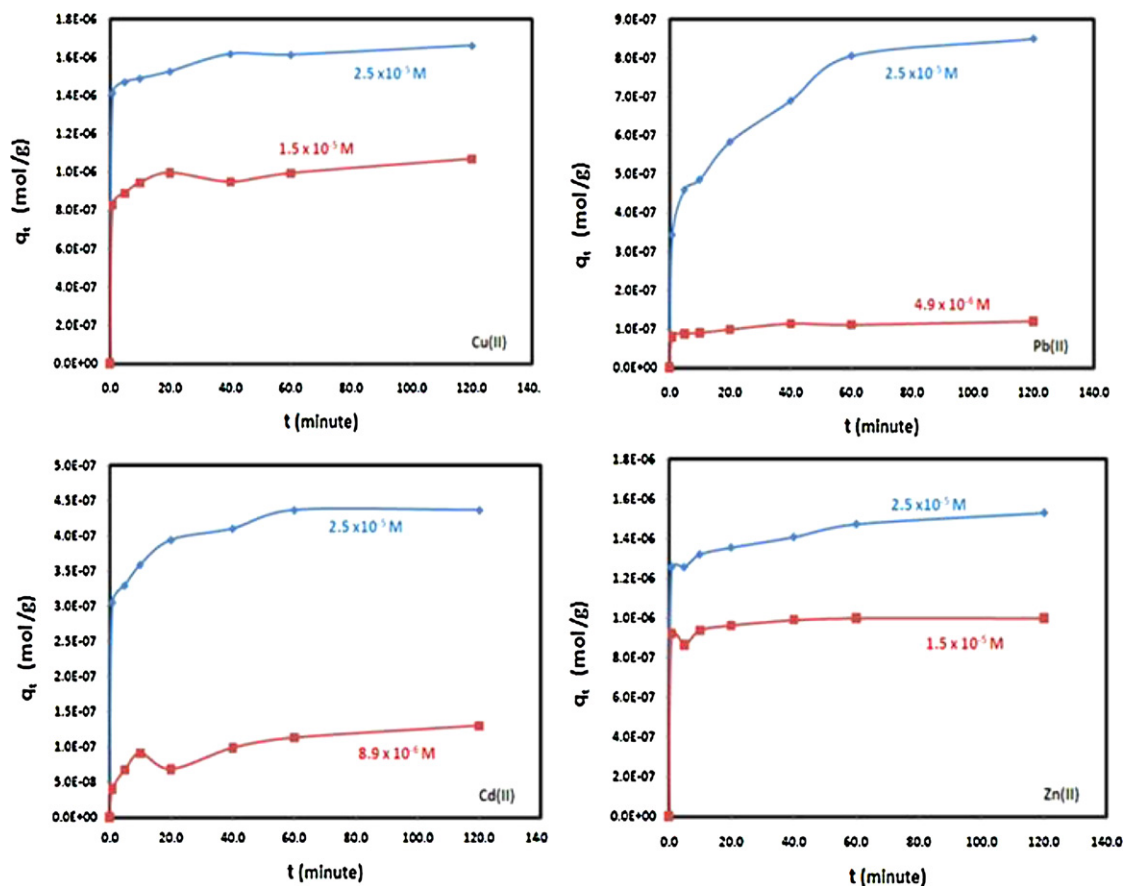 1.8E-06
1.6E-06
1.4E-06
1.2E-06
1.0E-06
8.0E-07
6.0E-07
4.0E-07
2.0E-07
0.0E+00
qt (mol/g)
2.5 x10-5 M
1.5 x 10-5 M
Cu(II)
0.0 20.0 40.0 60.0 80.0 100.0 120.0 140.
t (minute)
9.0E-07
8.0E-07
7.0E-07
6.0E-07
5.0E-07
4.0E-07
3.0E-07
2.0E-07
1.0E-07
0.0E+00
qt (mol/g)
2.5 x10-5 M
4.9 x10-6 M
Pb(II)
0.0 20.0 40.0 60.0 80.0 100.0 120.0 140.0
t (minute)
5.0E-07
4.5E-07
4.0E-07
3.5E-07
3.0E-07
2.5E-07
2.0E-07
1.5E-07
1.0E-07
5.0E-08
0.0E+00
qt (mol/g)
2.5 x10-5 M
8.9 x 10-6 M
Cd(II)
0.0 20.0 40.0 60.0 80.0 100.0 120.0 140.
t (minute)
1.8E-06
1.6E-06
1.4E-06
1.2E-06
1.0E-06
8.0E-07
6.0E-07
4.0E-07
2.0E-07
0.0E+00
qt (mol/g)
2.5 x 10-5 M
1.5 x 10-5 M
Zn(II)
0.0 20.0 40.0 60.0 80.0 100.0 120.0 140.0
t (minute)